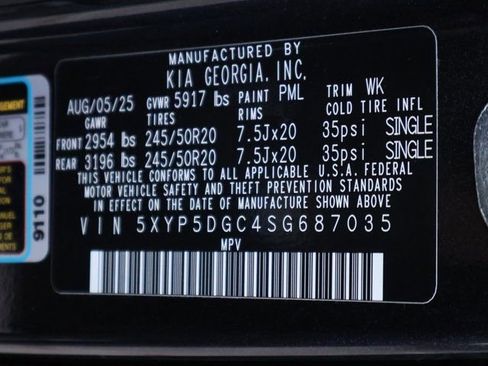 MANUFACTURED BY
KIA GEORGIA, INC.
AUG/05/25 GVWR 5917 lbs PAINT PML TRIM WK
GAWR TIRES RIMS COLD TIRE INFL
FRONT 2954 lbs 245/50R20 7.5Jx20 35psi SINGLE
REAR 3196 lbs 245/50R20 7.5Jx20 35psi SINGLE
THIS VEHICLE CONFORMS TO ALL APPLICABLE U.S.A. FEDERAL
MOTOR VEHICLE SAFETY AND THEFT PREVENTION STANDARDS
IN EFFECT ON THE DATE OF MANUFACTURE SHOWN ABOVE.
VIN 5XYP5DGC4SG687035
MPV
9110